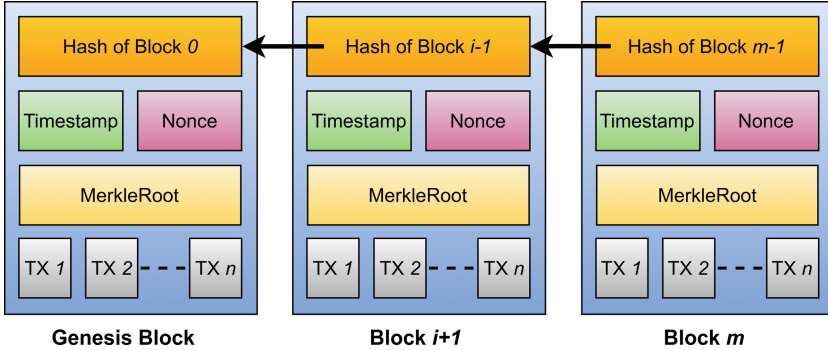 Hash of Block 0
Hash of Block i-1
Hash of Block m-1
Timestamp
Nonce
Timestamp
Nonce
Timestamp
Nonce
MerkleRoot
MerkleRoot
MerkleRoot
TX 1
TX 2
TX n
TX 1
TX 2
TX n
TX 1
TX 2
TX n
Genesis Block
Block i+1
Block m